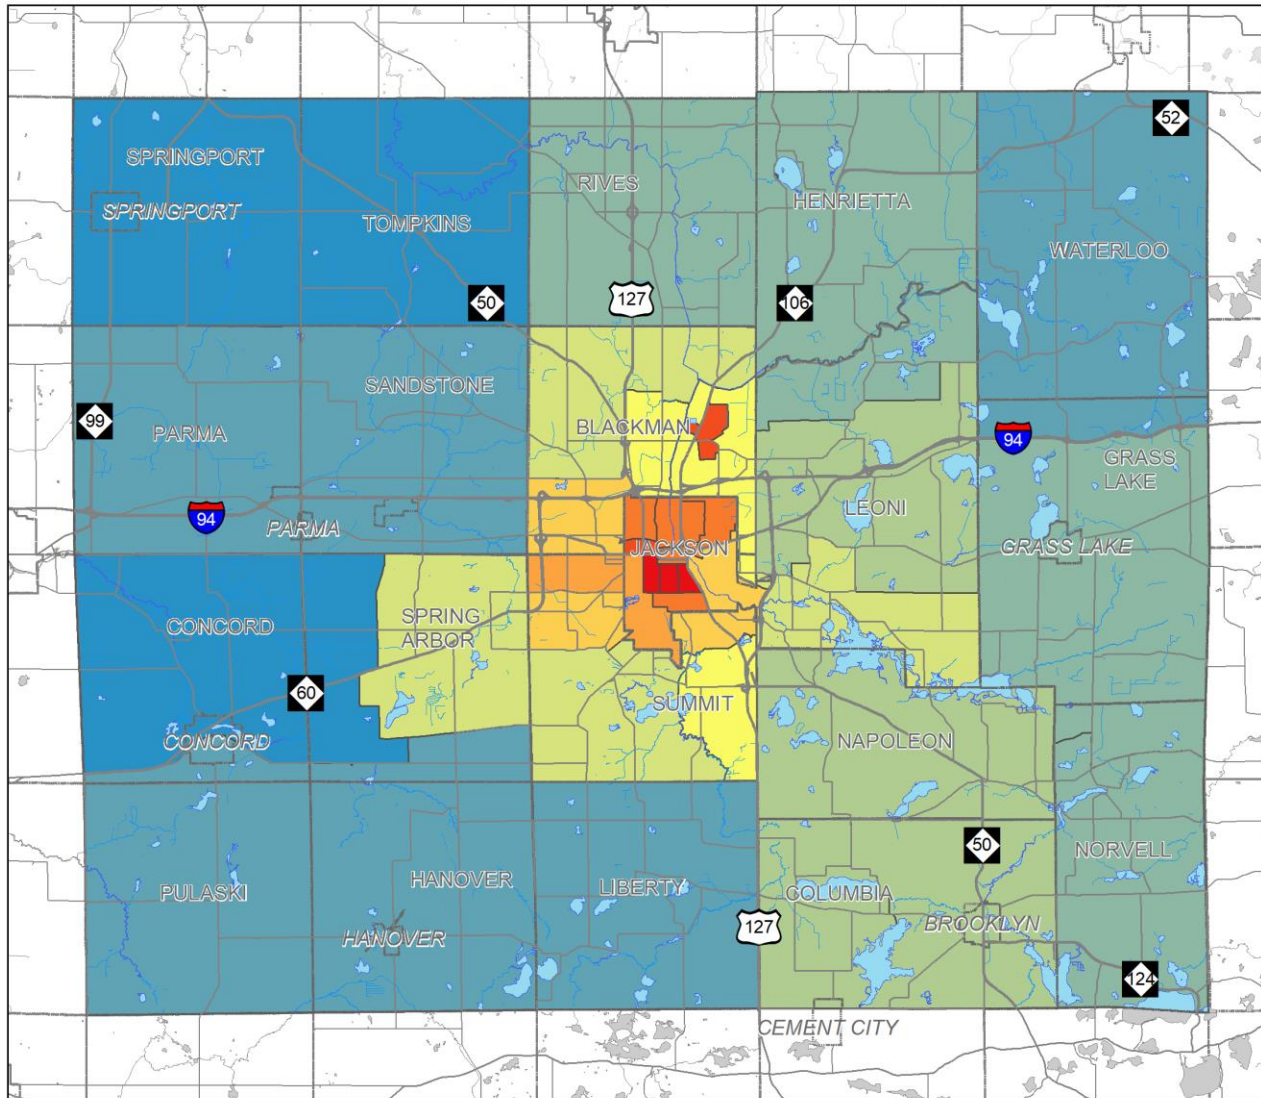 52
SPRINGPORT
RIVES
HENRIETTA
SPRINGPORT
TOMPKINS
WATERLOO
50
127
106
SANDSTONE
99
PARMA
BLACKMAN
94
GRASS
LAKE
LEONI
94
PARMA
JACKSON
GRASS LAKE
CONCORD
SPRING
ARBOR
60
SUMMIT
CONCORD
NAPOLEON
50
NORVELL
PULASKI
HANOVER
LIBERTY
COLUMBIA
HANOVER
127
BROOKLYN
124
CEMENT CITY